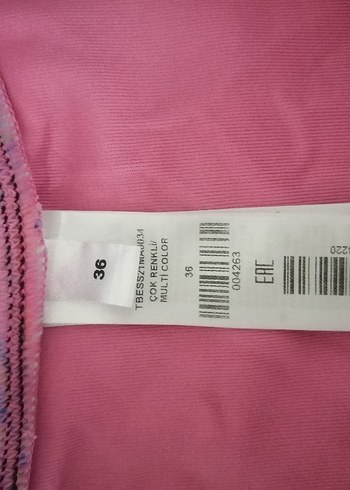 36
ÇOK RENKLİ/
MULTİ COLOR
36
004263
EAC